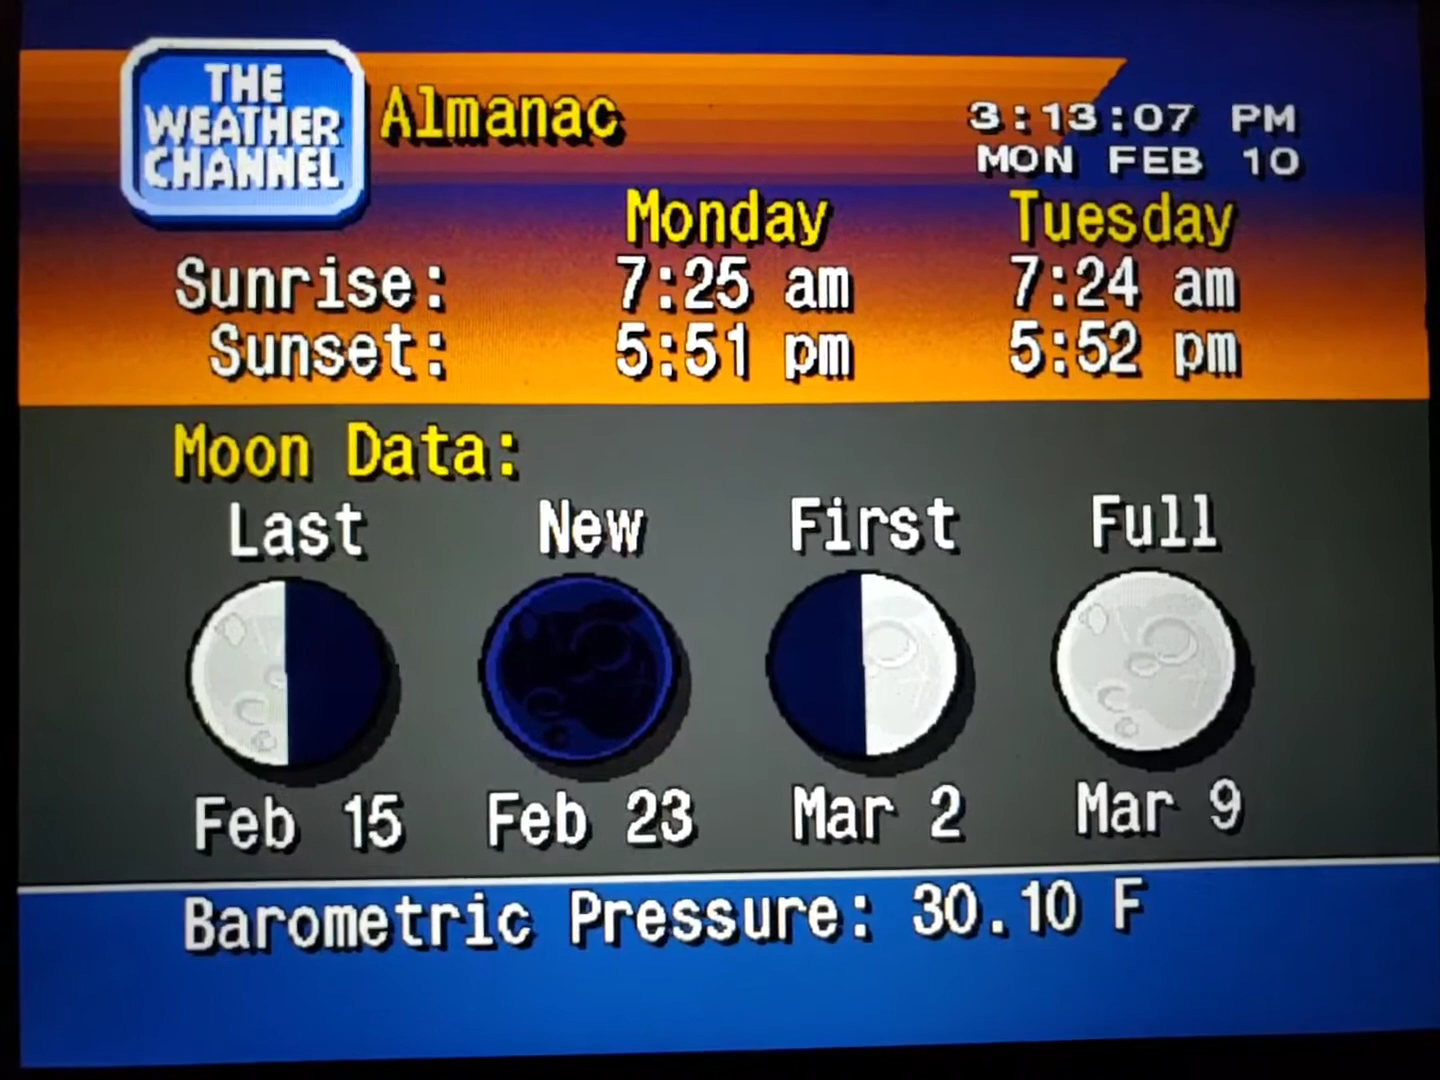 THE
WEATHER
CHANNEL
Almanac
3:13:07 PM
MON FEB 10
Monday Tuesday
Sunrise: 7:25 am 7:24 am
Sunset: 5:51 pm 5:52 pm
Moon Data:
Last New First Full
Feb 15 Feb 23 Mar 2 Mar 9
Barometric Pressure: 30.10 F